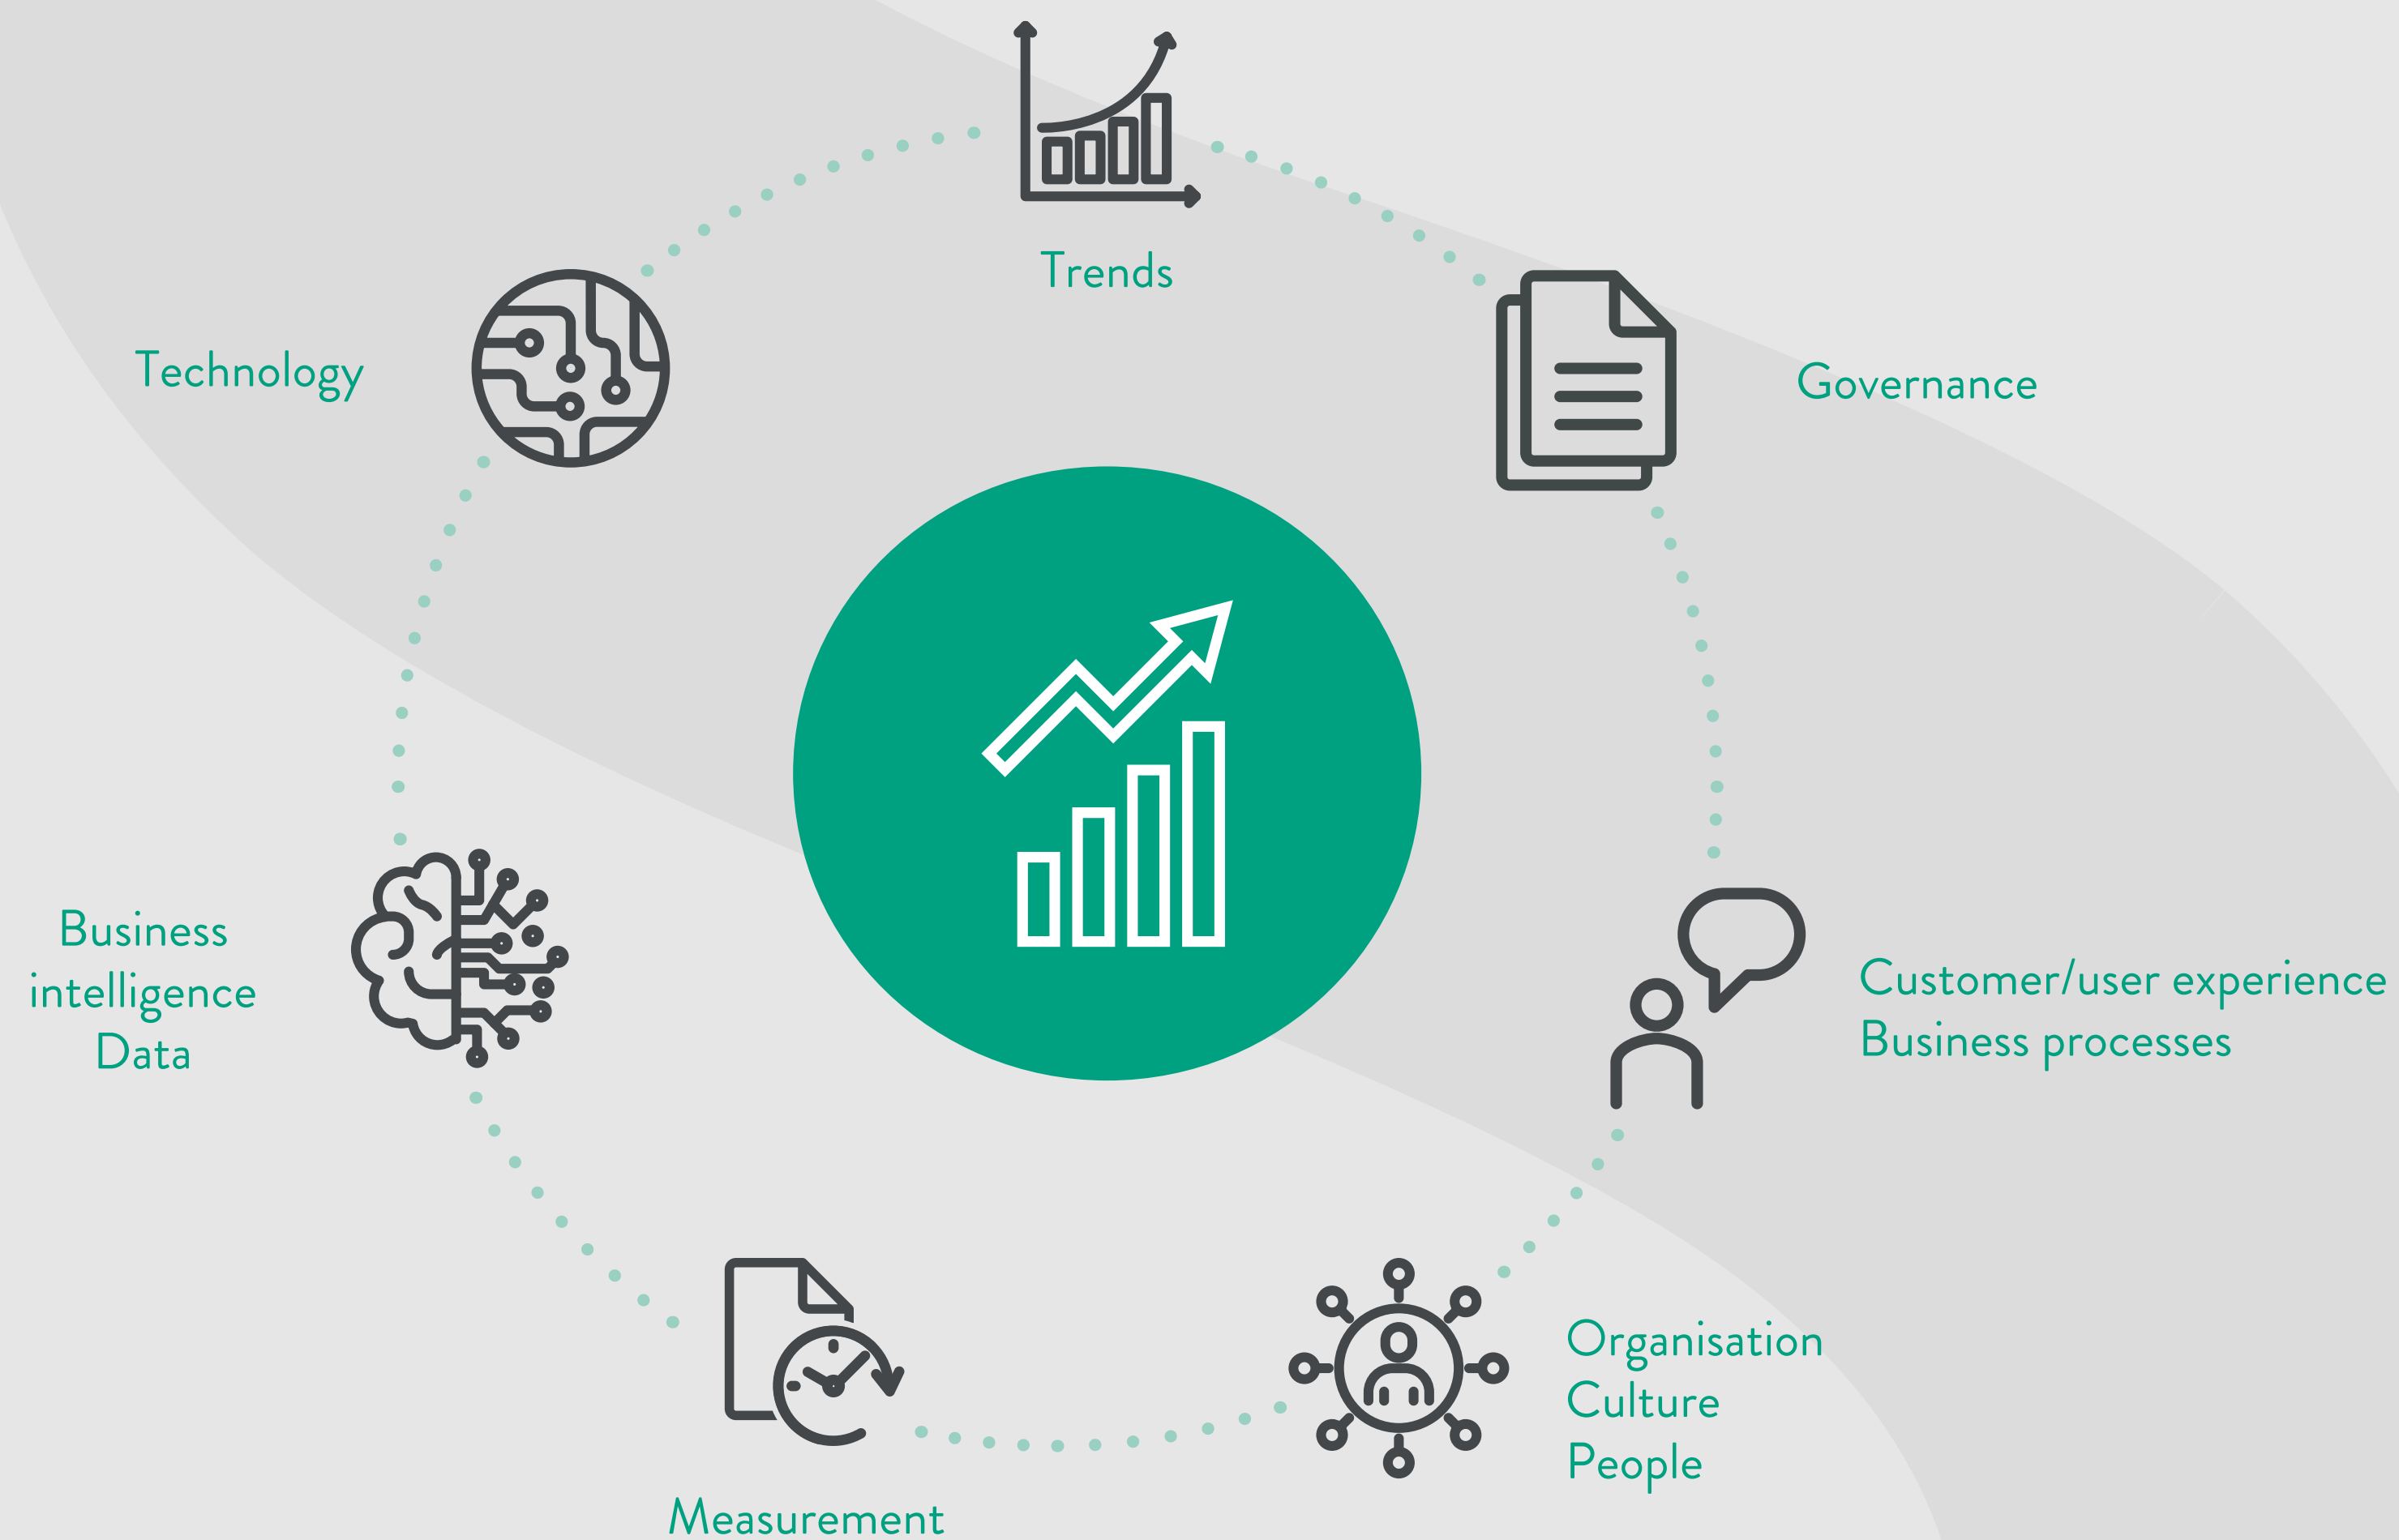 Trends
Technology
Governance
Business
intelligence
Data
Customer/user experience
Business processes
Organisation
Culture
People
Measurement